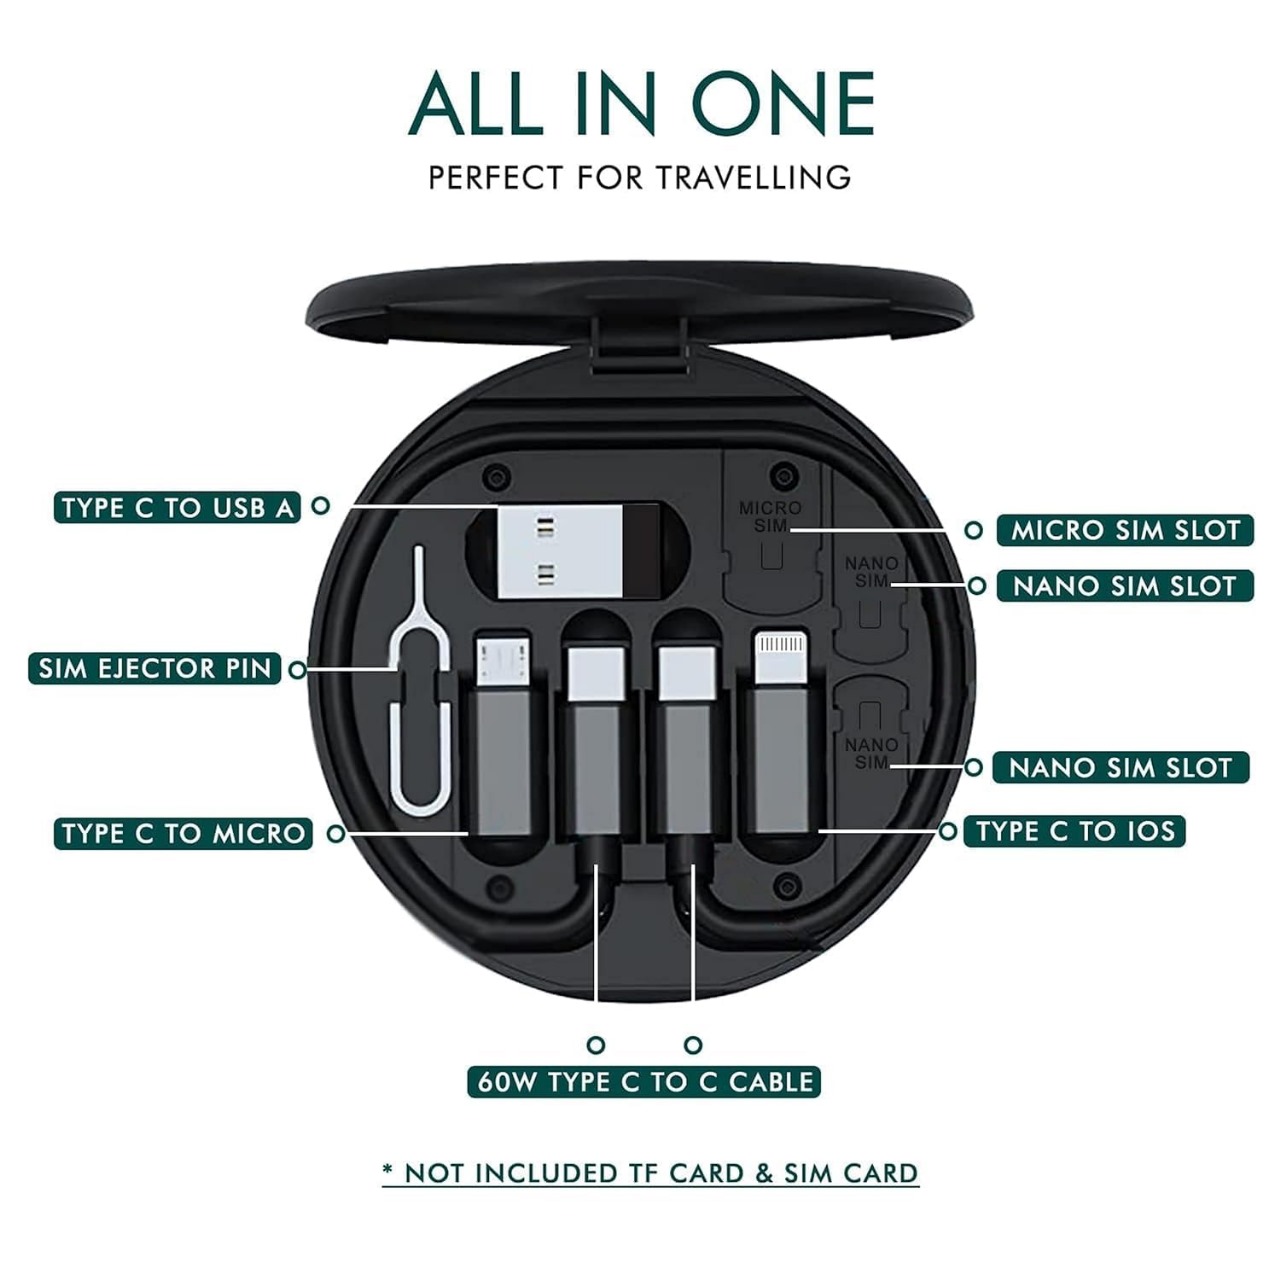 ALL IN ONE
PERFECT FOR TRAVELLING
TYPE C TO USB A
MICRO
SIM
MICRO SIM SLOT
NANO
SIM
NANO SIM SLOT
SIM EJECTOR PIN
NANO
SIM
NANO SIM SLOT
TYPE C TO MICRO
TYPE C TO IOS
60W TYPE C TO C CABLE
* NOT INCLUDED TF CARD & SIM CARD